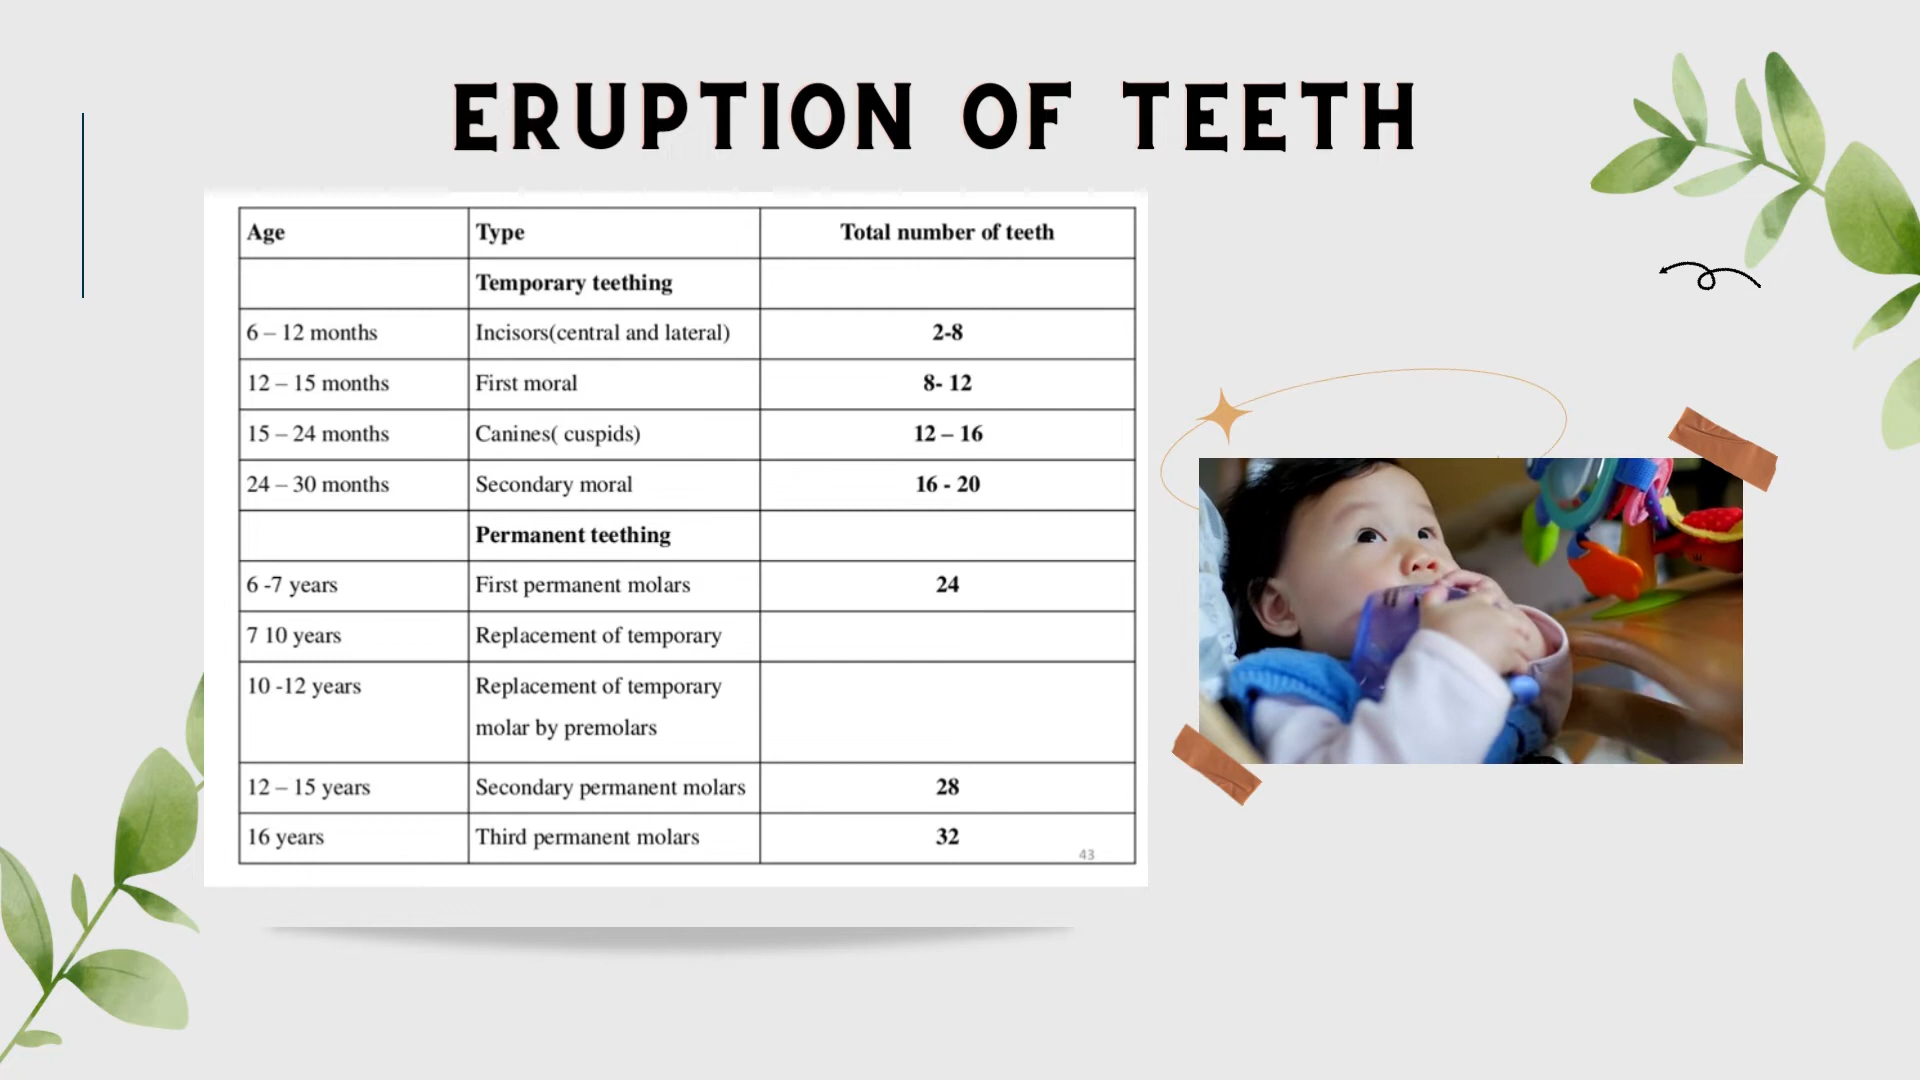 ERUPTION OF TEETH
Age Type Total number of teeth
Temporary teething
6 – 12 months Incisors(central and lateral) 2-8
12 – 15 months First moral 8- 12
15 – 24 months Canines( cuspids) 12 – 16
24 – 30 months Secondary moral 16 - 20
Permanent teething
6 -7 years First permanent molars 24
7 10 years Replacement of temporary
10 -12 years Replacement of temporary
molar by premolars
12 – 15 years Secondary permanent molars 28
16 years Third permanent molars 32
43